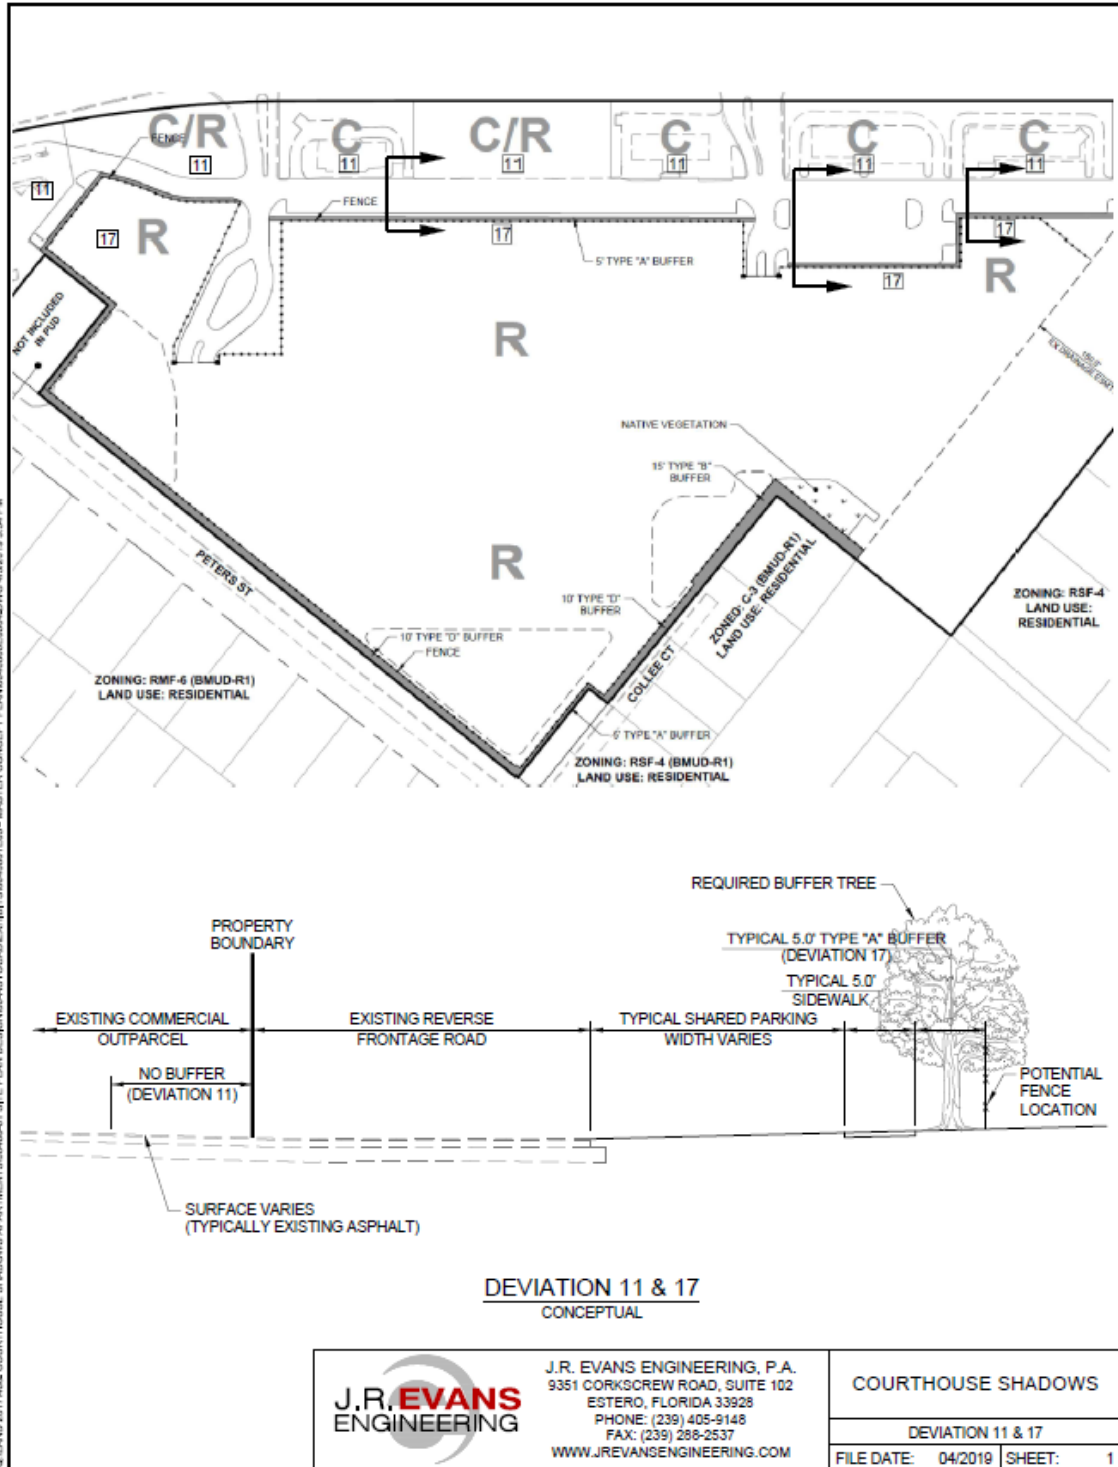 C/R
C
C/R
C
C
C
FENCE
11
11
11
11
11
11
11
FENCE
17
R
17
17
5' TYPE "A" BUFFER
17
R
NOT INCLUDED
IN PUD
R
NATIVE VEGETATION
15' TYPE "B"
BUFFER
R
PETERS ST
10' TYPE "D"
BUFFER
ZONED: C-3 (BMUD-R1)
LAND USE: RESIDENTIAL
ZONING: RSF-4
LAND USE:
RESIDENTIAL
10' TYPE "D" BUFFER
FENCE
COLLEE CT
ZONING: RMF-6 (BMUD-R1)
LAND USE: RESIDENTIAL
TYPE "A" BUFFER
ZONING: RSF-4 (BMUD-R1)
LAND USE: RESIDENTIAL
REQUIRED BUFFER TREE
PROPERTY
BOUNDARY
TYPICAL 5.0' TYPE "A" BUFFER
(DEVIATION 17)
TYPICAL 5.0'
SIDEWALK
EXISTING COMMERCIAL
OUTPARCEL
EXISTING REVERSE
FRONTAGE ROAD
TYPICAL SHARED PARKING
WIDTH VARIES
NO BUFFER
(DEVIATION 11)
POTENTIAL
FENCE
LOCATION
SURFACE VARIES
(TYPICALLY EXISTING ASPHALT)
DEVIATION 11 & 17
CONCEPTUAL
J.R.EVANS
ENGINEERING
J.R. EVANS ENGINEERING, P.A.
9351 CORKSCREW ROAD, SUITE 102
ESTERO, FLORIDA 33928
PHONE: (239) 405-9148
FAX: (239) 288-2537
WWW.JREVANSENGINEERING.COM
COURTHOUSE SHADOWS
DEVIATION 11 & 17
FILE DATE: 04/2019 SHEET: 1